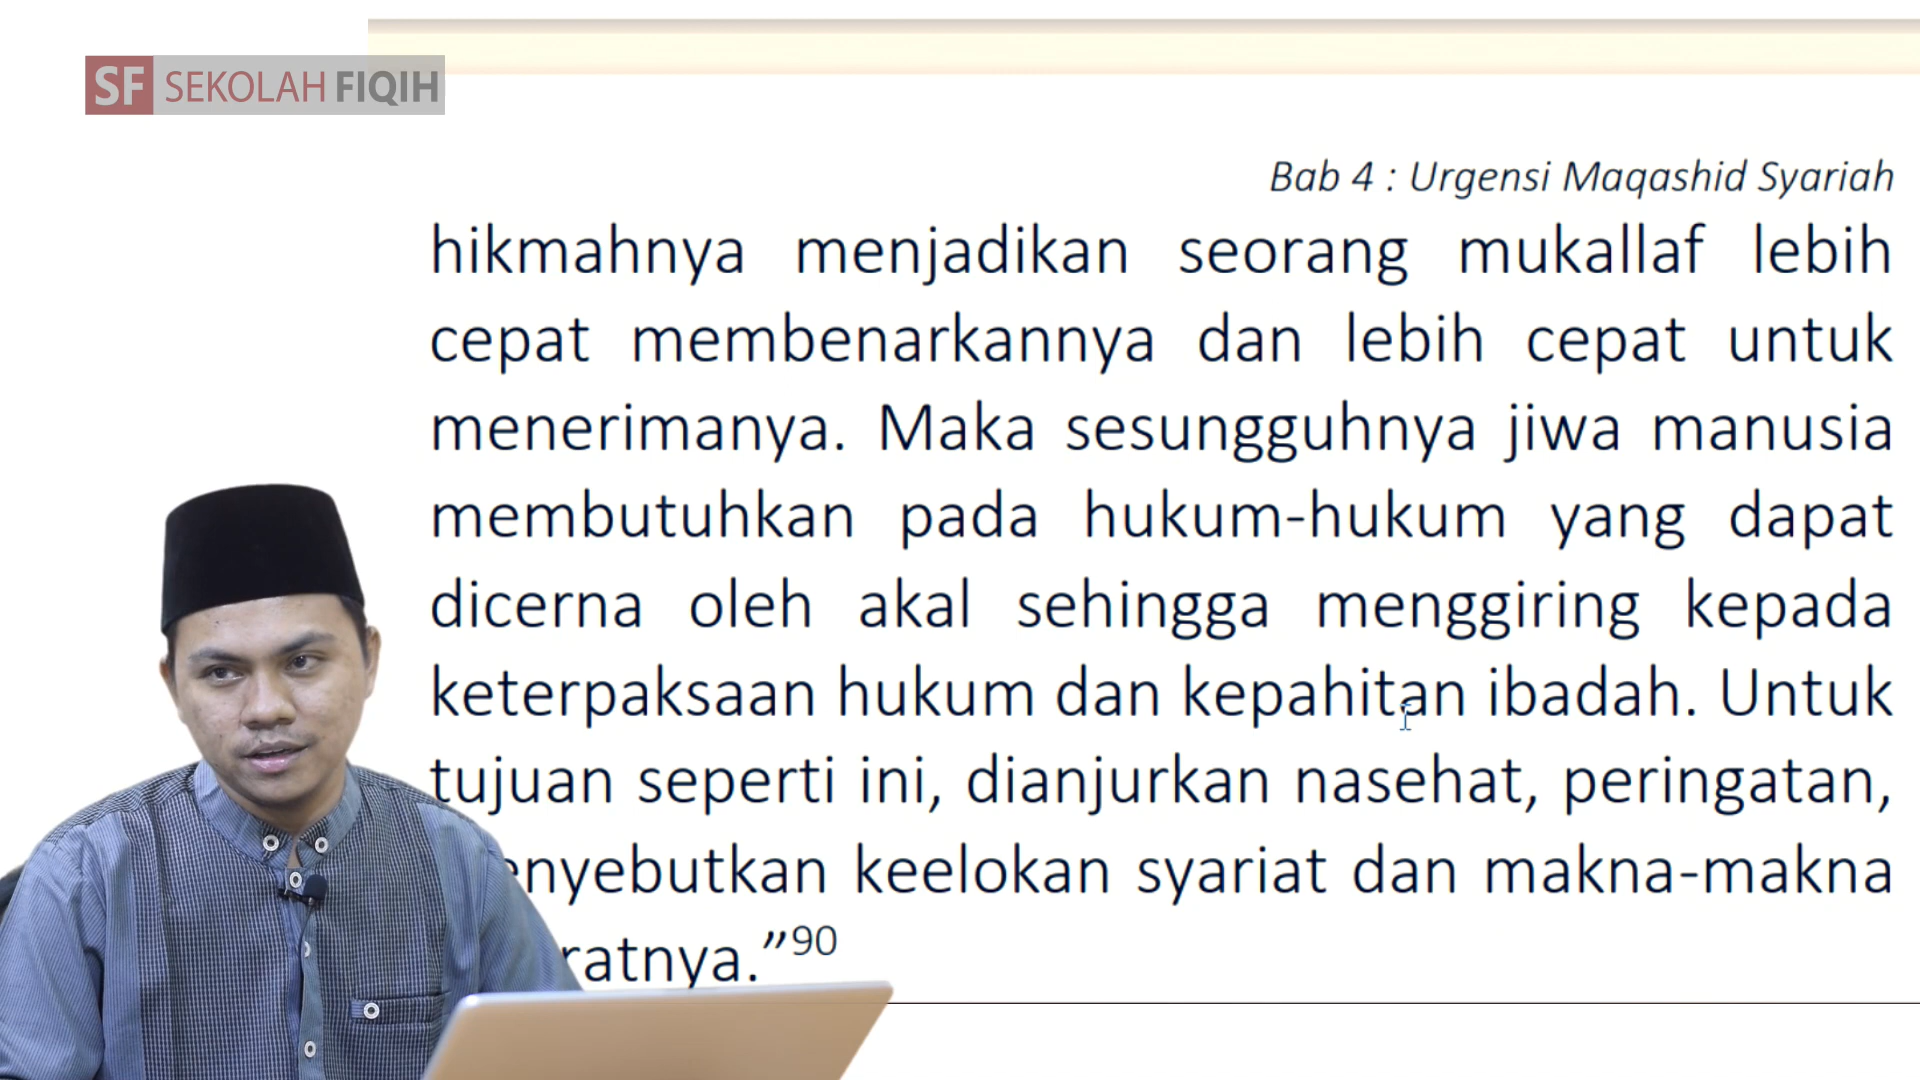 SF SEKOLAH FIQIH
Bab 4 : Urgensi Maqashid Syariah
hikmahnya menjadikan seorang mukallaf lebih
cepat membenarkannya dan lebih cepat untuk
menerimanya. Maka sesungguhnya jiwa manusia
membutuhkan pada hukum-hukum yang dapat
dicerna oleh akal sehingga menggiring kepada
keterpaksaan hukum dan kepahitan ibadah. Untuk
tujuan seperti ini, dianjurkan nasehat, peringatan,
enyebutkan keelokan syariat dan makna-makna
ratnya.”90